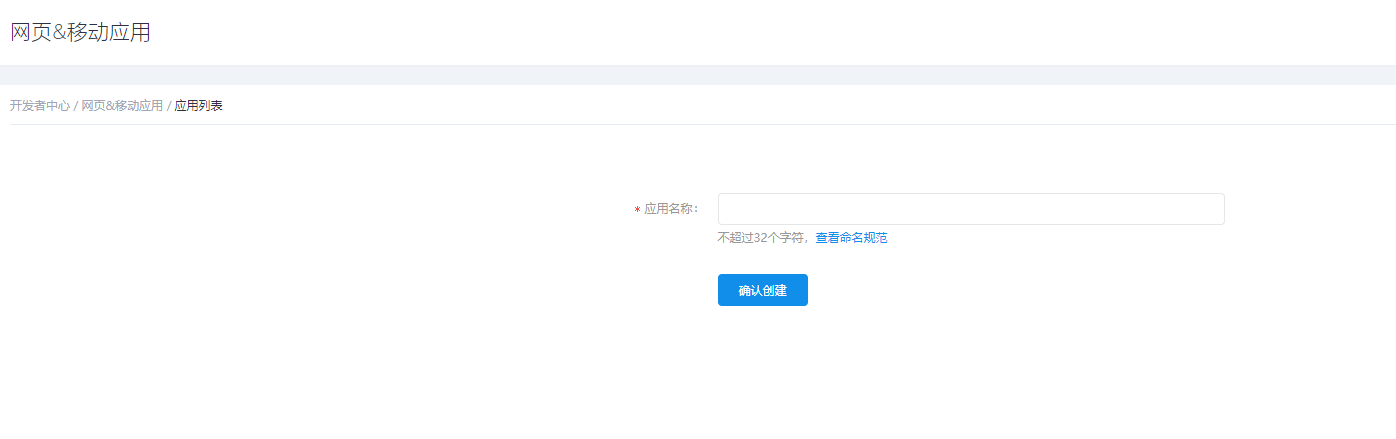 网页&移动应用
开发者中心 / 网页&移动应用 / 应用列表
* 应用名称：
不超过32个字符，查看命名规范
确认创建